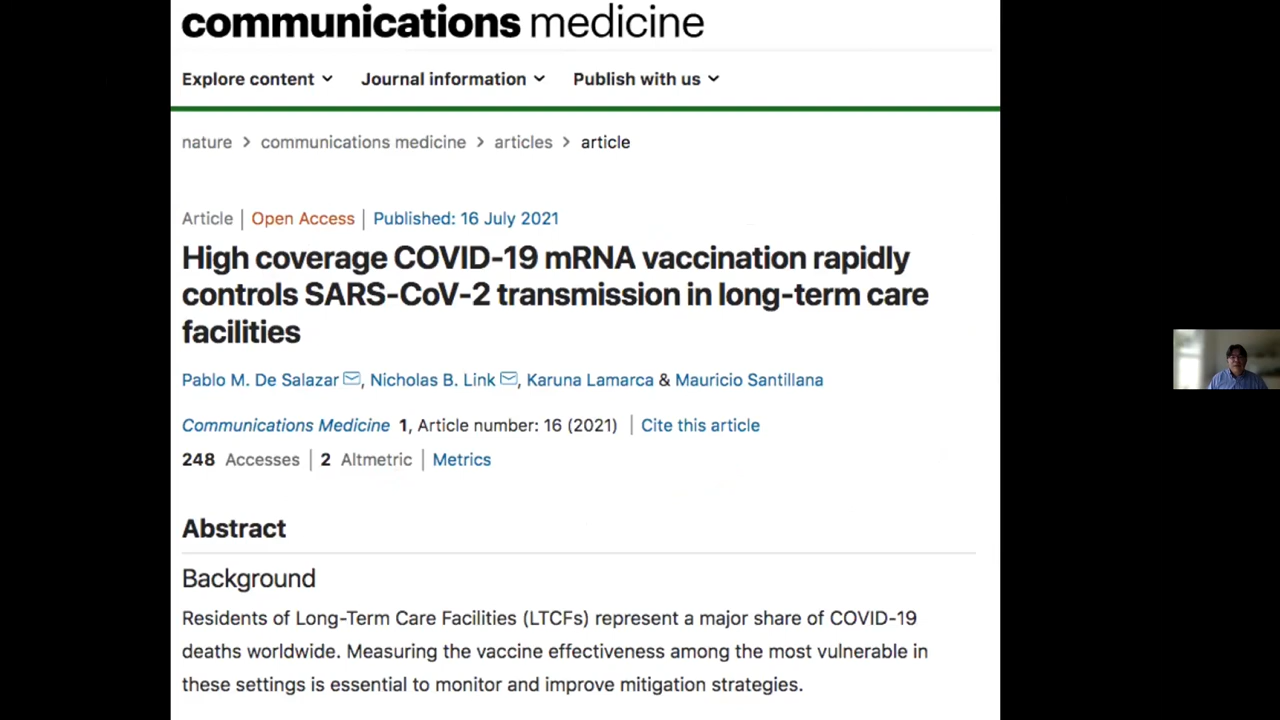 communications medicine
Explore content Journal information Publish with us
nature > communications medicine > articles > article
Article | Open Access | Published: 16 July 2021
High coverage COVID-19 mRNA vaccination rapidly
controls SARS-CoV-2 transmission in long-term care
facilities
Pablo M. De Salazar, Nicholas B. Link, Karuna Lamarca & Mauricio Santillana
Communications Medicine 1, Article number: 16 (2021) | Cite this article
248 Accesses | 2 Altmetric | Metrics
Abstract
Background
Residents of Long-Term Care Facilities (LTCFs) represent a major share of COVID-19
deaths worldwide. Measuring the vaccine effectiveness among the most vulnerable in
these settings is essential to monitor and improve mitigation strategies.